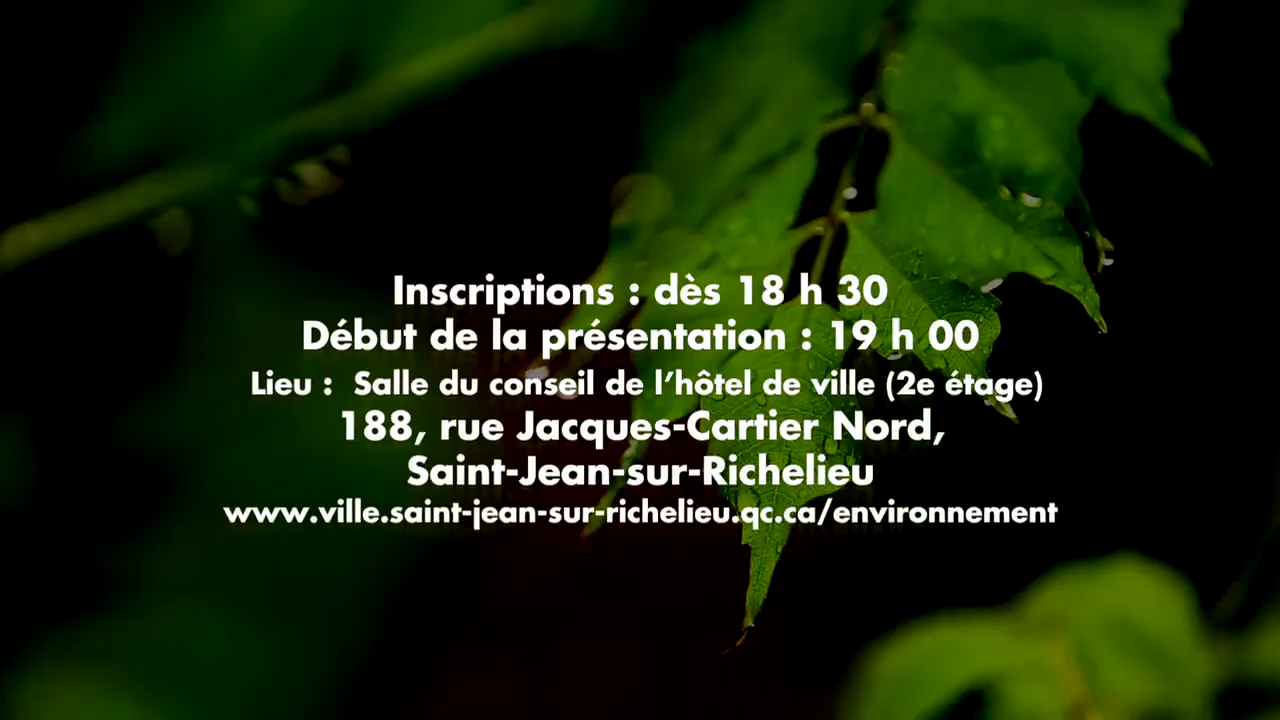 Inscriptions : dès 18 h 30
Début de la présentation : 19 h 00
Lieu :  Salle du conseil de l'hôtel de ville (2e étage)
188, rue Jacques-Cartier Nord,
Saint-Jean-sur-Richelieu
www.ville.saint-jean-sur-richelieu.qc.ca/environnement